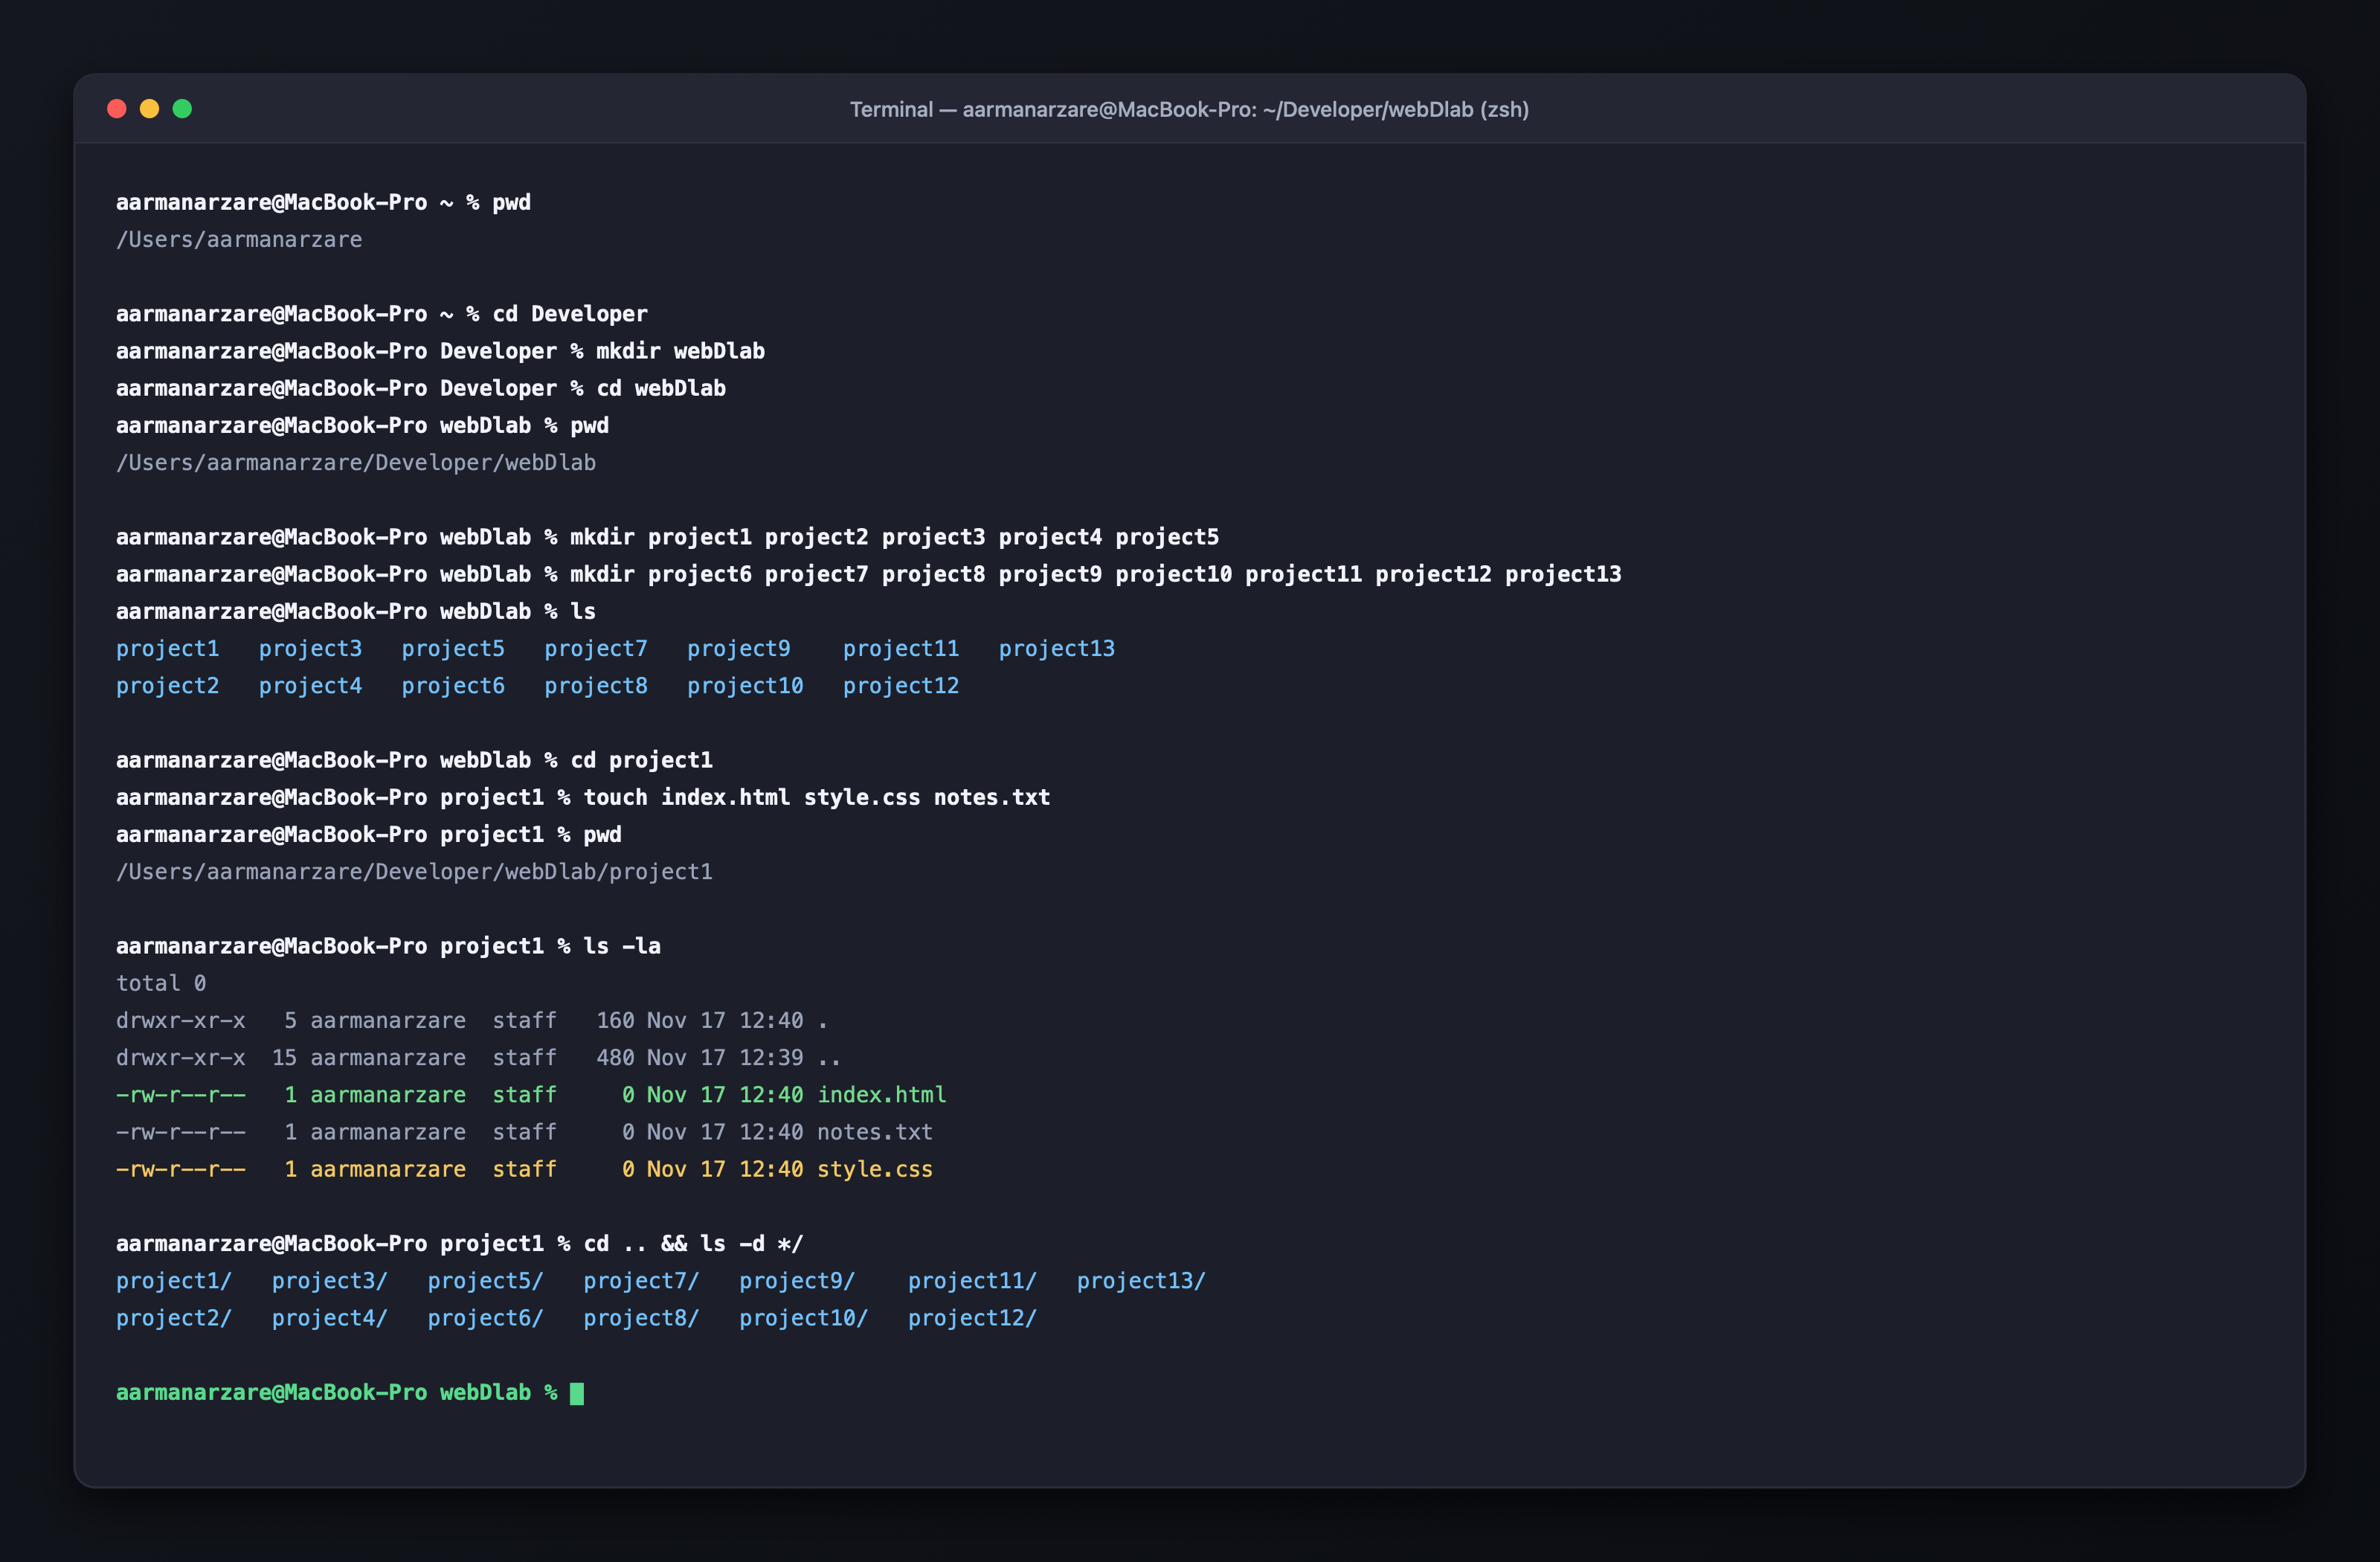 Terminal — aarmanarzare@MacBook-Pro: ~/Developer/webDlab (zsh)
aarmanarzare@MacBook-Pro ~ % pwd
/Users/aarmanarzare
aarmanarzare@MacBook-Pro ~ % cd Developer
aarmanarzare@MacBook-Pro Developer % mkdir webDlab
aarmanarzare@MacBook-Pro Developer % cd webDlab
aarmanarzare@MacBook-Pro webDlab % pwd
/Users/aarmanarzare/Developer/webDlab
aarmanarzare@MacBook-Pro webDlab % mkdir project1 project2 project3 project4 project5
aarmanarzare@MacBook-Pro webDlab % mkdir project6 project7 project8 project9 project10 project11 project12 project13
aarmanarzare@MacBook-Pro webDlab % ls
project1   project3   project5   project7   project9    project11   project13
project2   project4   project6   project8   project10   project12
aarmanarzare@MacBook-Pro webDlab % cd project1
aarmanarzare@MacBook-Pro project1 % touch index.html style.css notes.txt
aarmanarzare@MacBook-Pro project1 % pwd
/Users/aarmanarzare/Developer/webDlab/project1
aarmanarzare@MacBook-Pro project1 % ls -la
total 0
drwxr-xr-x   5 aarmanarzare  staff   160 Nov 17 12:40 .
drwxr-xr-x  15 aarmanarzare  staff   480 Nov 17 12:39 ..
-rw-r--r--   1 aarmanarzare  staff     0 Nov 17 12:40 index.html
-rw-r--r--   1 aarmanarzare  staff     0 Nov 17 12:40 notes.txt
-rw-r--r--   1 aarmanarzare  staff     0 Nov 17 12:40 style.css
aarmanarzare@MacBook-Pro project1 % cd .. && ls -d */
project1/   project3/   project5/   project7/   project9/    project11/   project13/
project2/   project4/   project6/   project8/   project10/   project12/
aarmanarzare@MacBook-Pro webDlab %